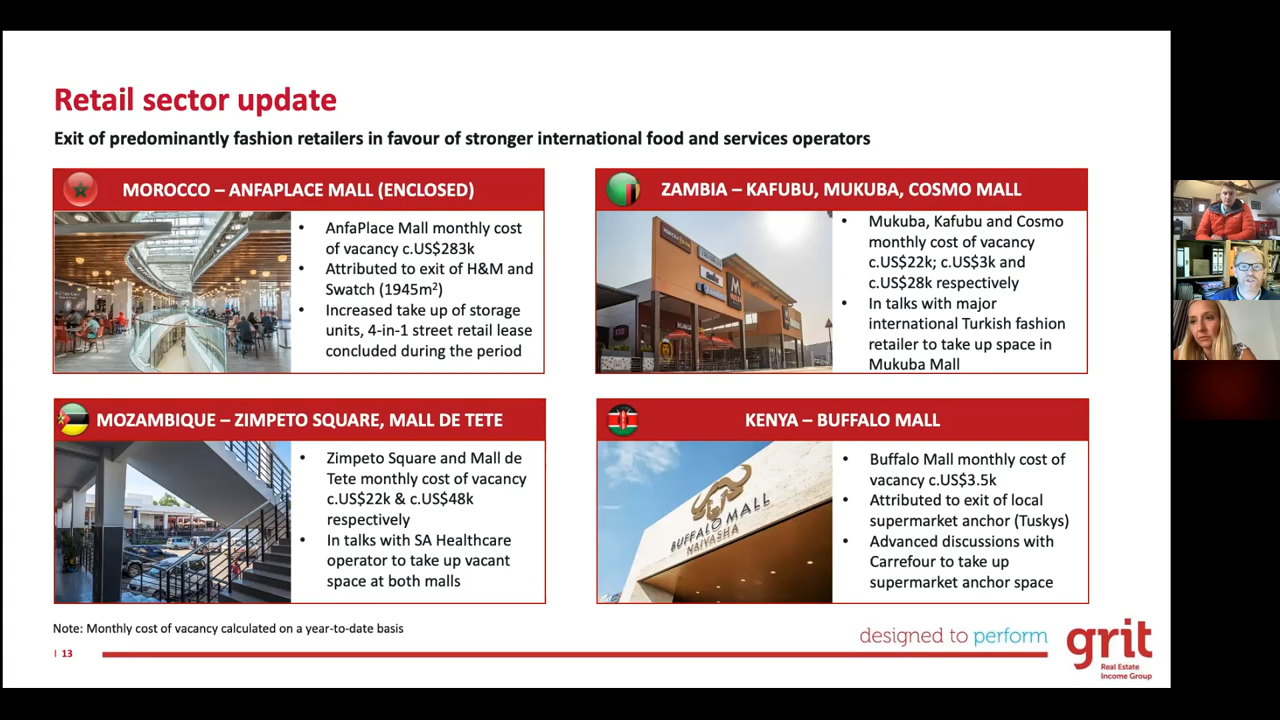 Retail sector update
Exit of predominantly fashion retailers in favour of stronger international food and services operators
MOROCCO – ANFAPLACE MALL (ENCLOSED)
• AnfaPlace Mall monthly cost
of vacancy c.US$283k
• Attributed to exit of H&M and
Swatch (1945m²)
• Increased take up of storage
units, 4-in-1 street retail lease
concluded during the period
ZAMBIA – KAFUBU, MUKUBA, COSMO MALL
• Mukuba, Kafubu and Cosmo
monthly cost of vacancy
c.US$22k; c.US$3k and
c.US$28k respectively
• In talks with major
international Turkish fashion
retailer to take up space in
Mukuba Mall
MOZAMBIQUE – ZIMPETO SQUARE, MALL DE TETE
• Zimpeto Square and Mall de
Tete monthly cost of vacancy
c.US$22k & c.US$48k
respectively
• In talks with SA Healthcare
operator to take up vacant
space at both malls
KENYA – BUFFALO MALL
BUFFALO MALL
NAIVASHA
• Buffalo Mall monthly cost of
vacancy c.US$3.5k
• Attributed to exit of local
supermarket anchor (Tuskys)
• Advanced discussions with
Carrefour to take up
supermarket anchor space
Note: Monthly cost of vacancy calculated on a year-to-date basis
designed to perform
grit
Real Estate
Income Group
| 13